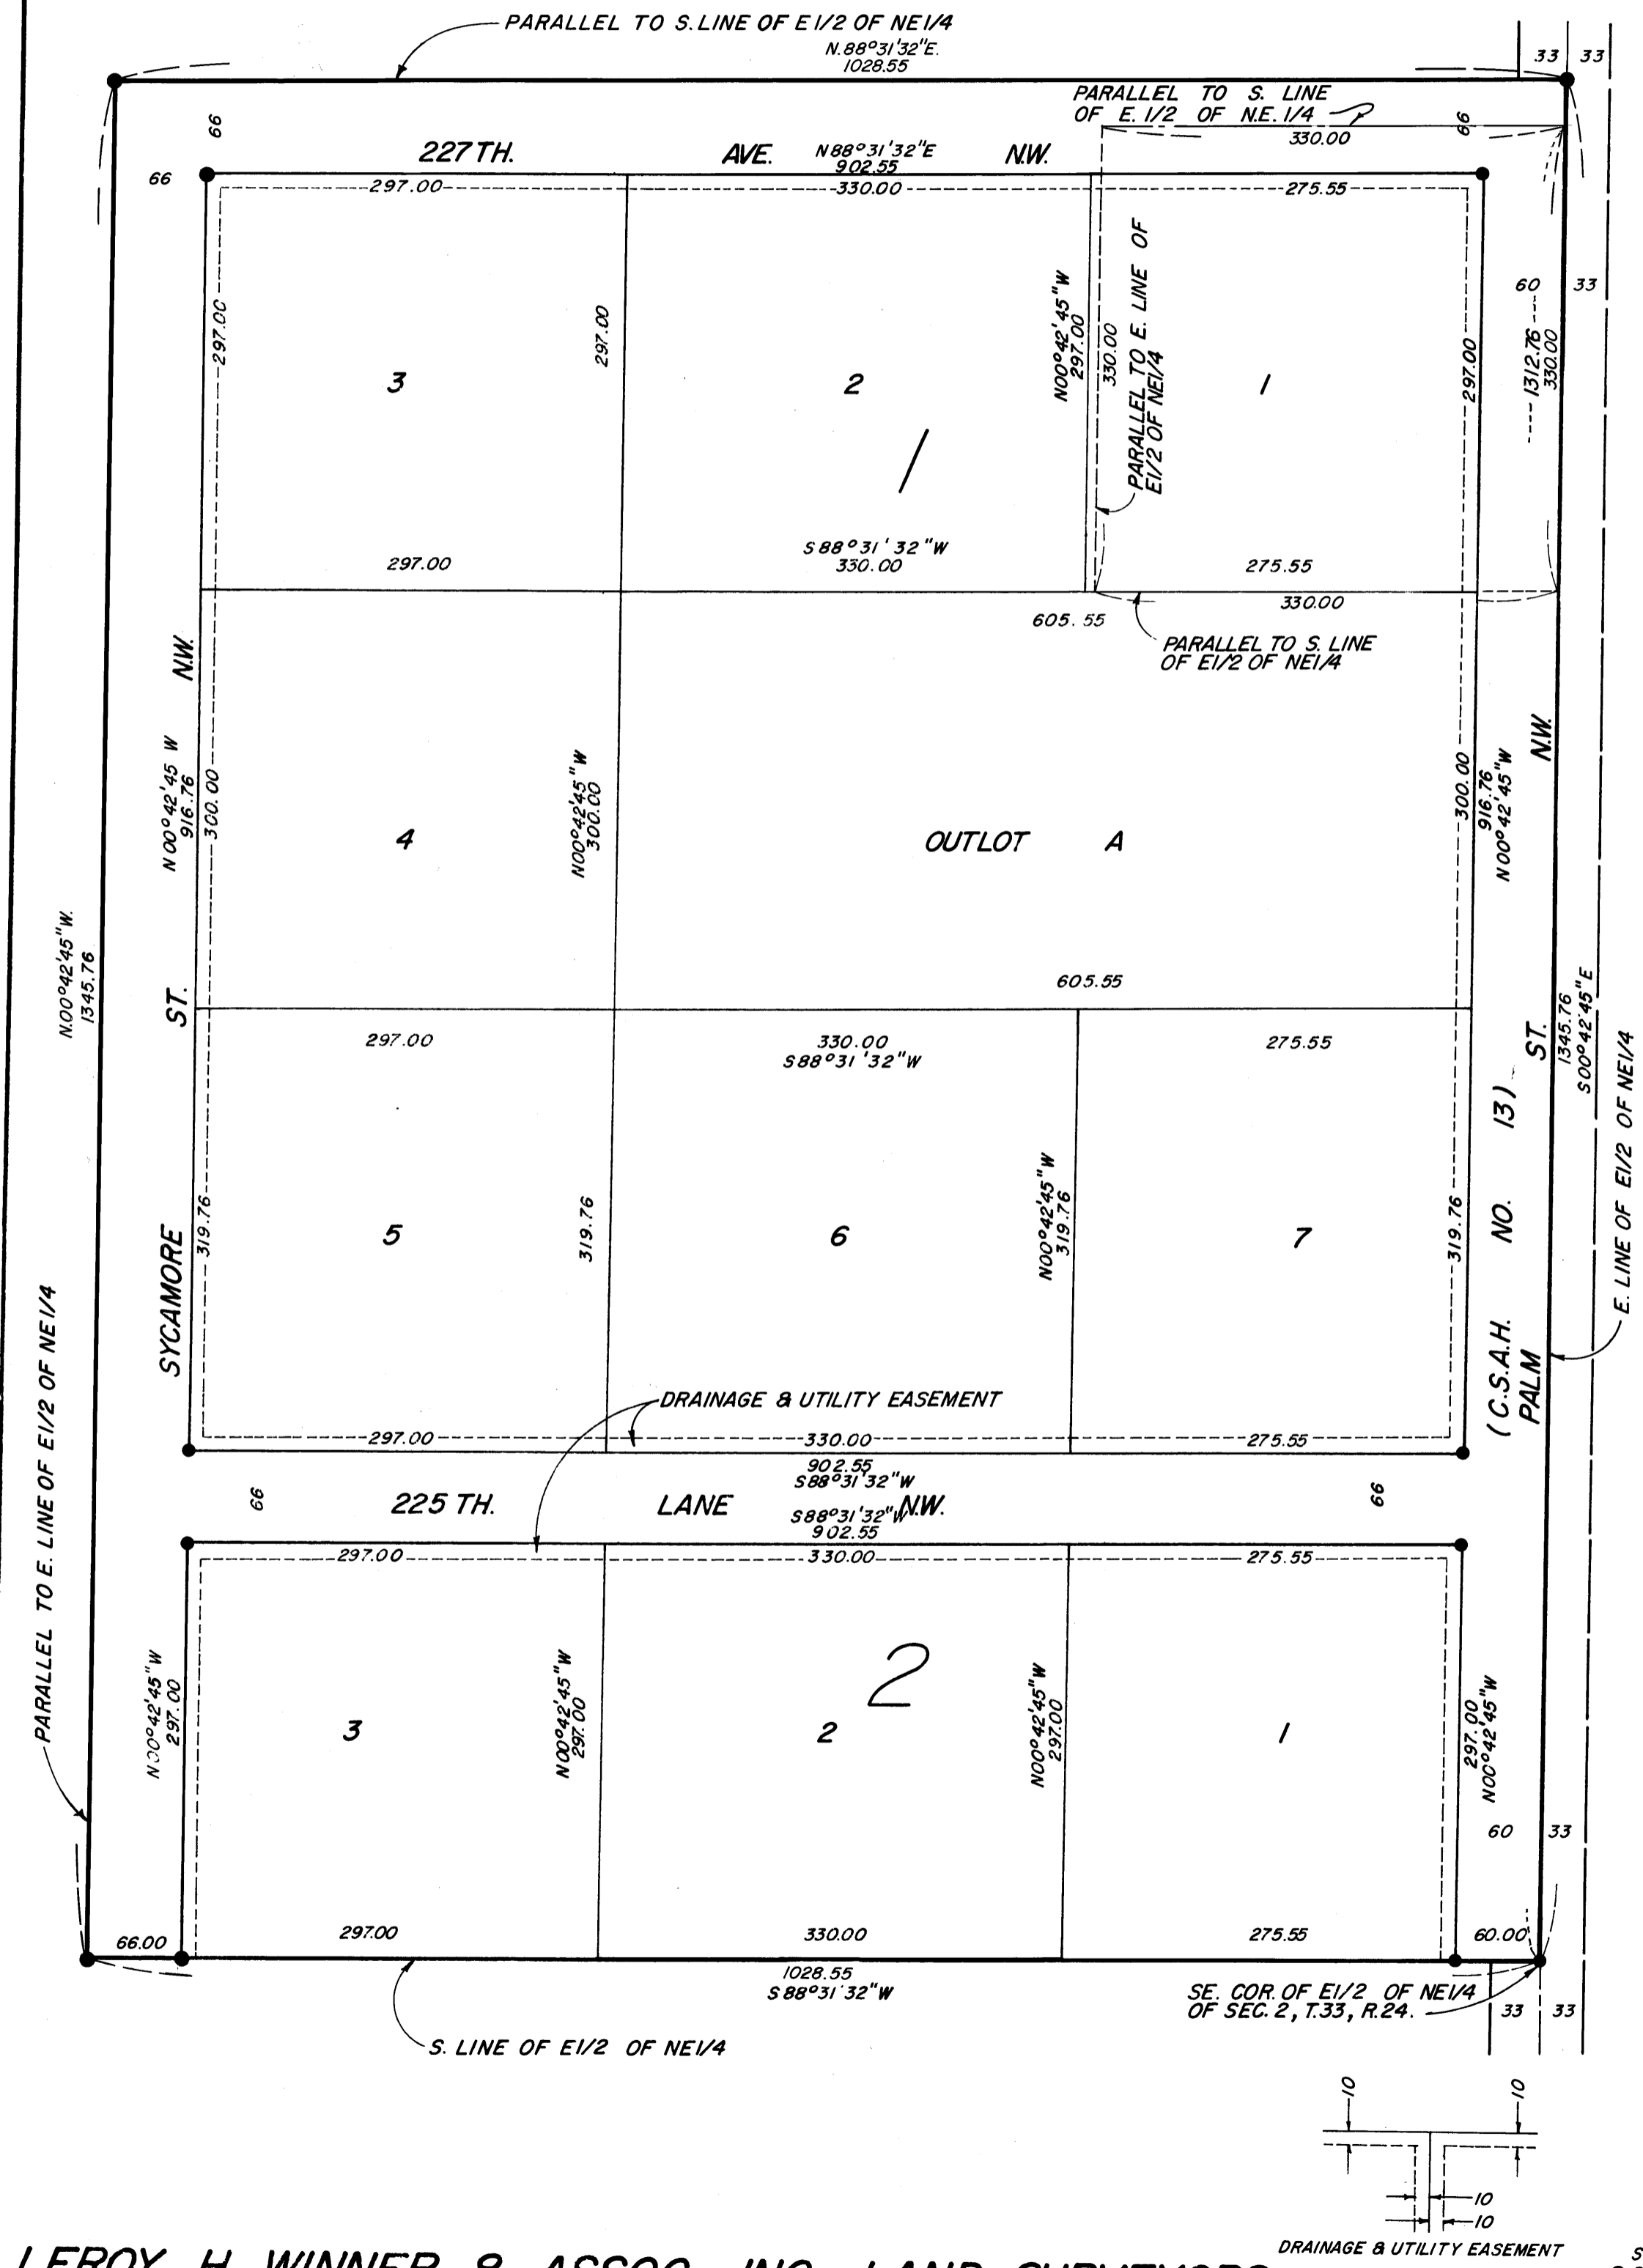 PARALLEL TO S. LINE OF E1/2 OF NE1/4
N.88°31'32"E.
1028.55
33 33
PARALLEL TO S. LINE
OF E. 1/2 OF N.E. 1/4
330.00
66
66
227TH. AVE. N.W.
N88°31'32"E
902.55
66
297.00
330.00
275.55
297.00
297.00
N00°42'45"W
297.00
330.00
PARALLEL TO E. LINE OF
E1/2 OF NE1/4
297.00
60 33
1312.76
330.00
3
2
1
1
297.00
S88°31'32"W
330.00
275.55
330.00
605.55
PARALLEL TO S. LINE
OF E1/2 OF NE1/4
SYCAMORE ST. N.W.
N00°42'45 W
916.76
300.00
N00°42'45"W
300.00
300.00
916.76
N00°42'45"W
4
OUTLOT A
N.00°42'45"W.
1345.76
605.55
297.00
330.00
S88°31'32"W
275.55
1345.76
S00°42'45"E
E. LINE OF E1/2 OF NE1/4
(C.S.A.H. NO. 13)
PALM ST. N.W.
319.76
319.76
N00°42'45"W
319.76
319.76
5
6
7
PARALLEL TO E. LINE OF E1/2 OF NE1/4
DRAINAGE & UTILITY EASEMENT
297.00
330.00
275.55
902.55
S88°31'32"W
66
225 TH. LANE N.W.
66
S88°31'32"W
902.55
297.00
330.00
275.55
N00°42'45"W
297.00
N00°42'45"W
297.00
N00°42'45"W
297.00
297.00
N00°42'45"W
2
3
2
1
60 33
66.00
297.00
330.00
275.55
60.00
1028.55
S88°31'32"W
SE. COR. OF E1/2 OF NE1/4
OF SEC. 2, T.33, R.24.
33 33
S. LINE OF E1/2 OF NE1/4
10
10
10
10
DRAINAGE & UTILITY EASEMENT
LEROY H. WINNER & ASSOC. INC. LAND SURVEYORS